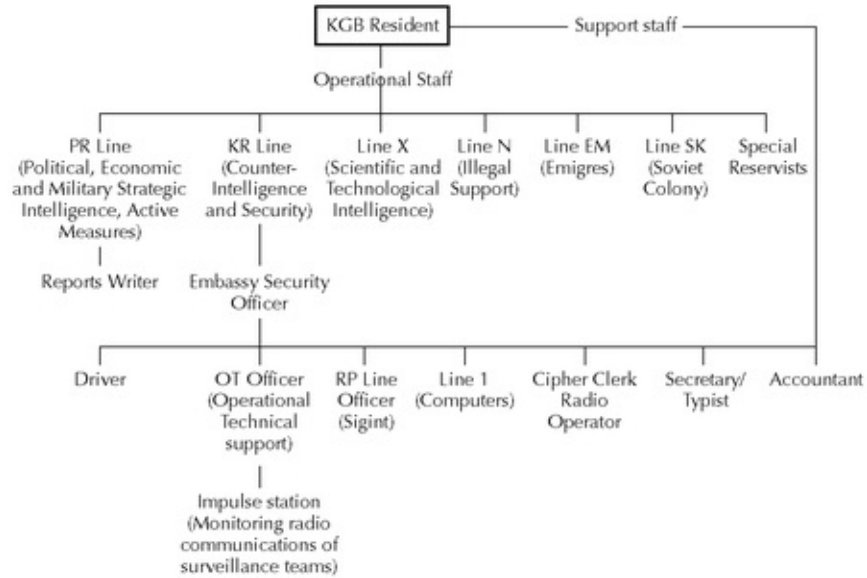 KGB Resident
Support staff
Operational Staff
PR Line
(Political, Economic
and Military Strategic
Intelligence, Active
Measures)
KR Line
(Counter-
Intelligence
and Security)
Line X
(Scientific and
Technological
Intelligence)
Line N
(Illegal
Support)
Line EM
(Emigres)
Line SK
(Soviet
Colony)
Special
Reservists
Reports Writer
Embassy Security
Officer
Driver
OT Officer
(Operational
Technical
support)
RP Line
Officer
(Sigint)
Line 1
(Computers)
Cipher Clerk
Radio
Operator
Secretary/
Typist
Accountant
Impulse station
(Monitoring radio
communications of
surveillance teams)